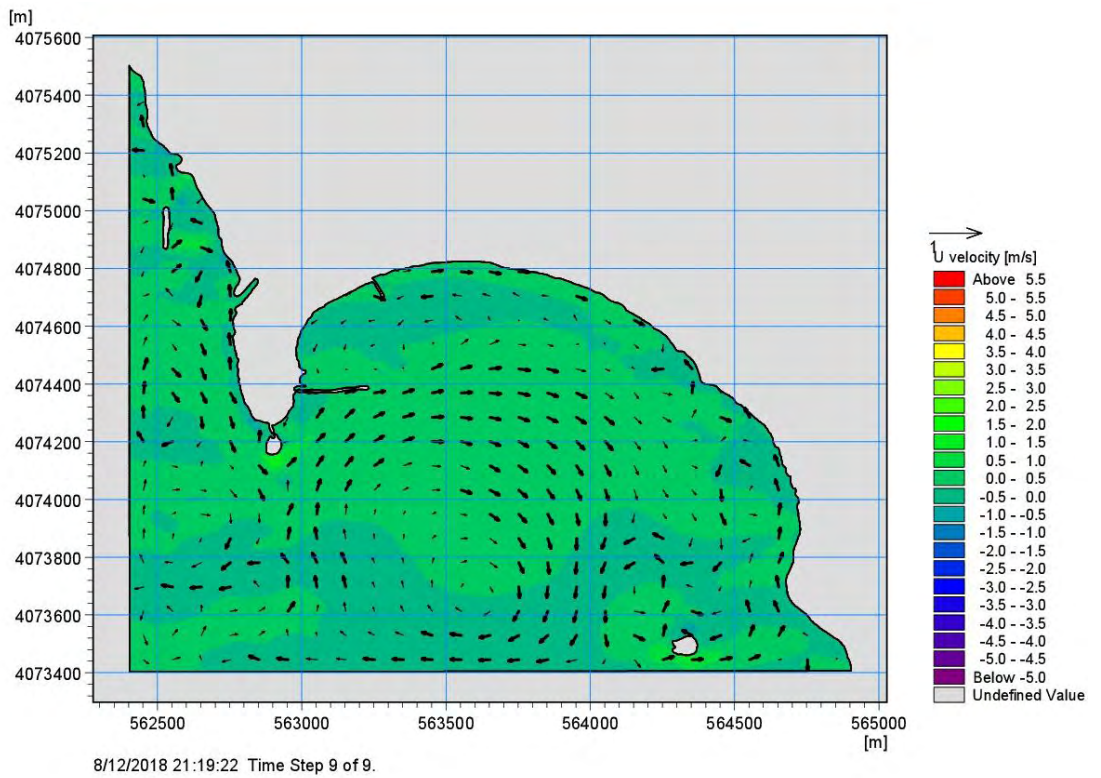 [m]
4075600
4075400
4075200
4075000
4074800
4074600
4074400
4074200
4074000
4073800
4073600
4073400
562500 563000 563500 564000 564500 565000
[m]
8/12/2018 21:19:22 Time Step 9 of 9.
1
U velocity [m/s]
Above 5.5
5.0 - 5.5
4.5 - 5.0
4.0 - 4.5
3.5 - 4.0
3.0 - 3.5
2.5 - 3.0
2.0 - 2.5
1.5 - 2.0
1.0 - 1.5
0.5 - 1.0
0.0 - 0.5
-0.5 - 0.0
-1.0 - -0.5
-1.5 - -1.0
-2.0 - -1.5
-2.5 - -2.0
-3.0 - -2.5
-3.5 - -3.0
-4.0 - -3.5
-4.5 - -4.0
-5.0 - -4.5
Below -5.0
Undefined Value